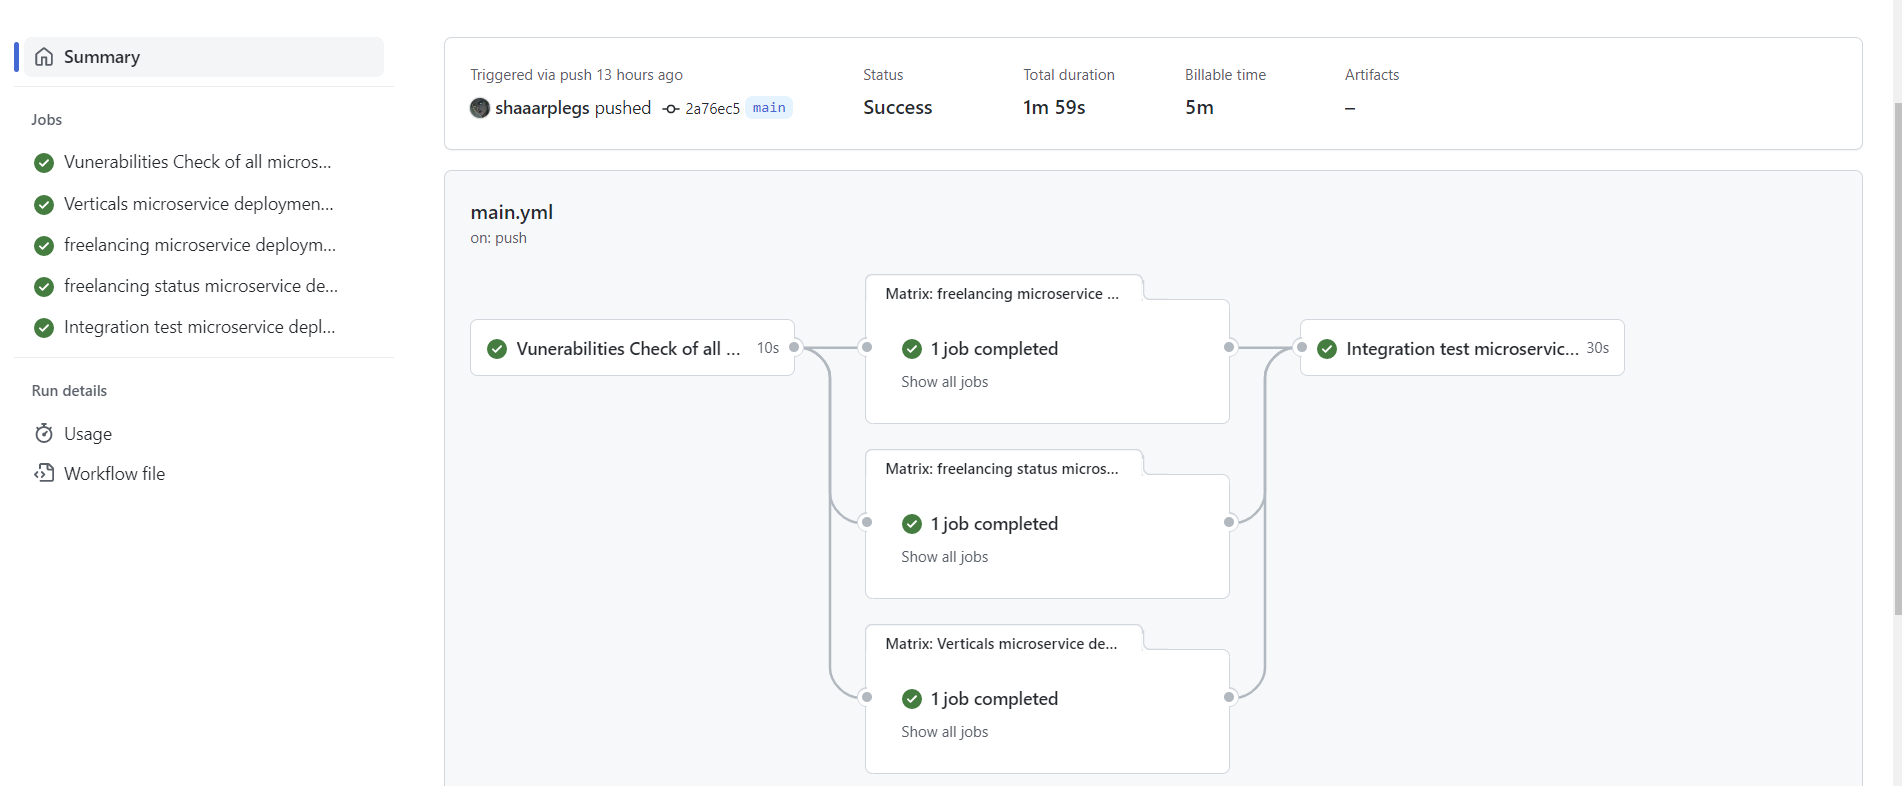 Summary
Jobs
Vunerabilities Check of all micros...
Verticals microservice deploymen...
freelancing microservice deploym...
freelancing status microservice de...
Integration test microservice depl...
Run details
Usage
Workflow file
Triggered via push 13 hours ago
shaaarplegs pushed 2a76ec5 main
Status
Success
Total duration
1m 59s
Billable time
5m
Artifacts
–
main.yml
on: push
Vunerabilities Check of all ... 10s
Matrix: freelancing microservice ...
1 job completed
Show all jobs
Matrix: freelancing status micros...
1 job completed
Show all jobs
Matrix: Verticals microservice de...
1 job completed
Show all jobs
Integration test microservic... 30s